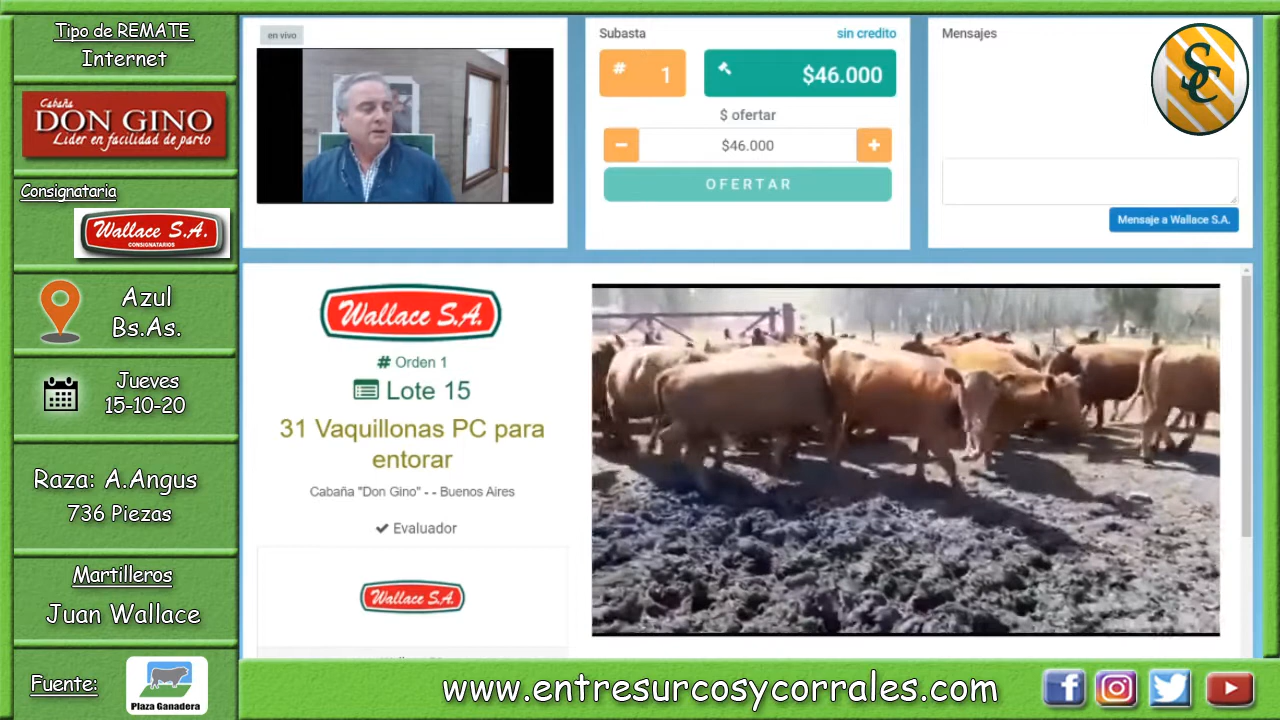 Tipo de REMATE
Internet
Cabaña
DON GINO
Líder en facilidad de parto
Consignataria
Wallace S.A.
CONSIGNATARIOS
Azul
Bs.As.
Jueves
15-10-20
Raza: A.Angus
736 Piezas
Martilleros
Juan Wallace
Fuente:
Plaza Ganadera
en vivo
Subasta
sin credito
# 1
$46.000
$ ofertar
− $46.000 +
OFERTAR
Mensajes
SC
Mensaje a Wallace S.A.
Wallace S.A.
# Orden 1
Lote 15
31 Vaquillonas PC para
entorar
Cabaña "Don Gino" - - Buenos Aires
Evaluador
Wallace S.A.
www.entresurcosycorrales.com